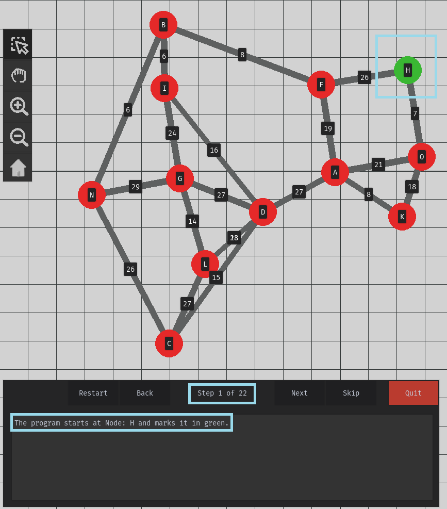 B
8
6
H
F
26
I
6
7
24
19
16
O
G
A
21
N
29
27
27
8
18
D
K
14
18
L
26
15
27
C
Restart Back Step 1 of 22 Next Skip Quit
The program starts at Node: H and marks it in green.